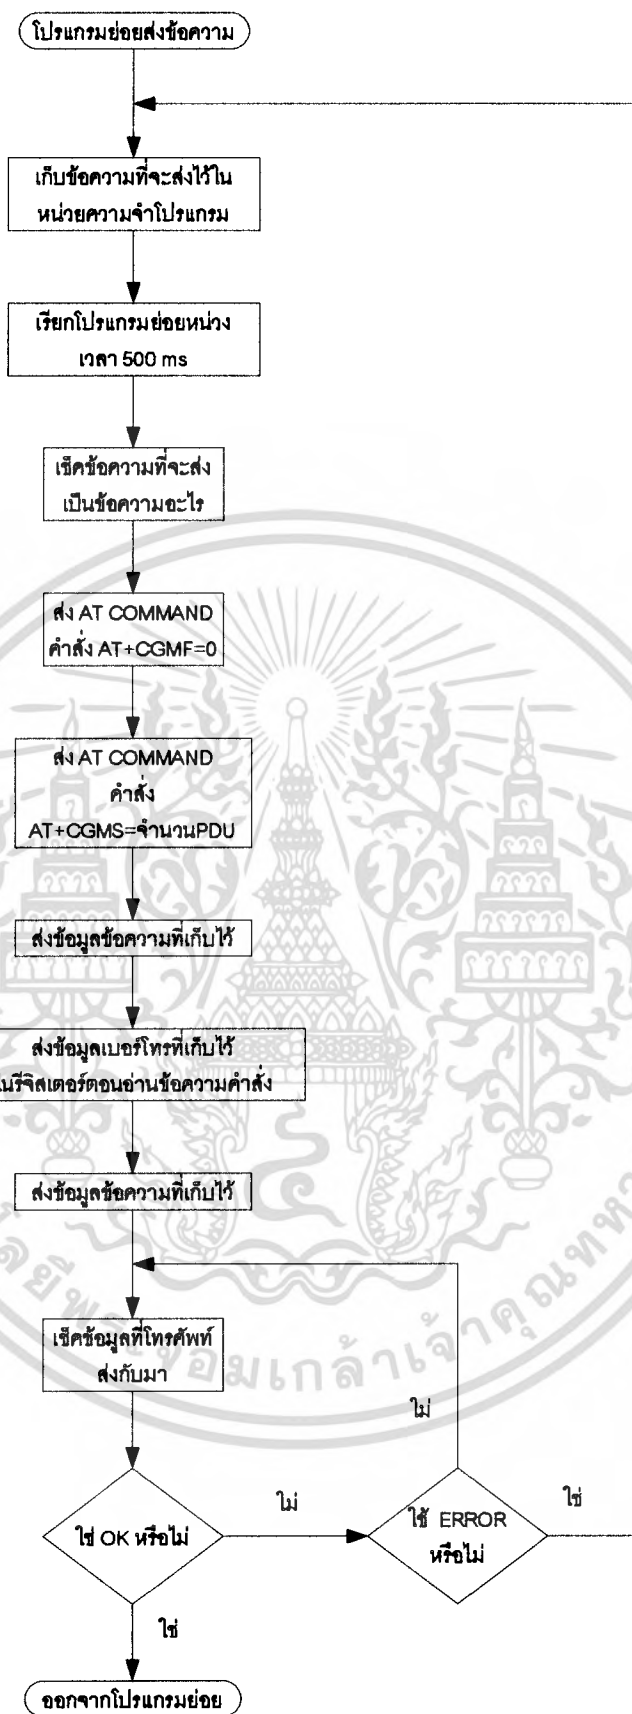 โปรแกรมย่อยส่งข้อความ
เก็บข้อความที่จะส่งไว้ใน
หน่วยความจำโปรแกรม
เรียกโปรแกรมย่อยหน่วง
เวลา 500 ms
เช็คข้อความที่จะส่ง
เป็นข้อความอะไร
ส่ง AT COMMAND
คำสั่ง AT+CGMF=0
ส่ง AT COMMAND
คำสั่ง
AT+CGMS=จำนวนPDU
ส่งข้อมูลข้อความที่เก็บไว้
ส่งข้อมูลเบอร์โทรที่เก็บไว้
ในรีจิสเตอร์ตอนอ่านข้อความคำสั่ง
ส่งข้อมูลข้อความที่เก็บไว้
เช็คข้อมูลที่โทรศัพท์
ส่งกับมา
ไม่
ใช่ OK หรือไม่
ไม่
ใช้ ERROR
หรือไม่
ใช่
ใช่
ออกจากโปรแกรมย่อย